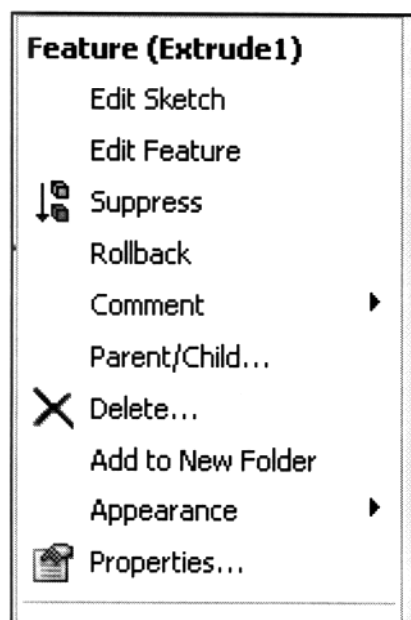 Feature (Extrude1)
Edit Sketch
Edit Feature
Suppress
Rollback
Comment
Parent/Child...
Delete...
Add to New Folder
Appearance
Properties...